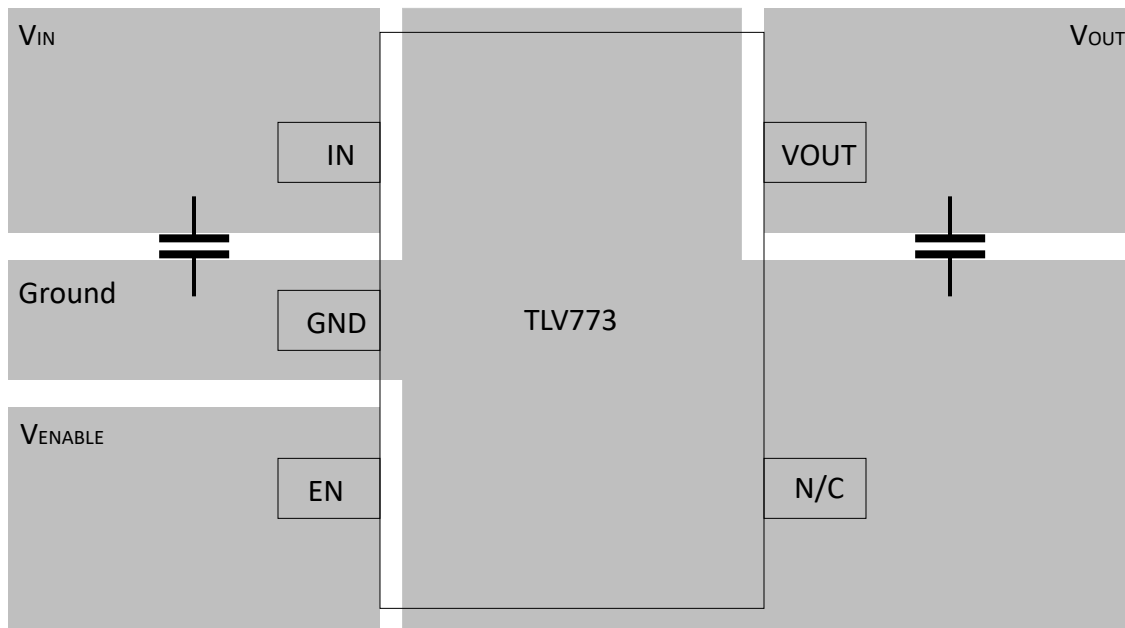 VIN
VOUT
IN
VOUT
Ground
GND
TLV773
VENABLE
EN
N/C